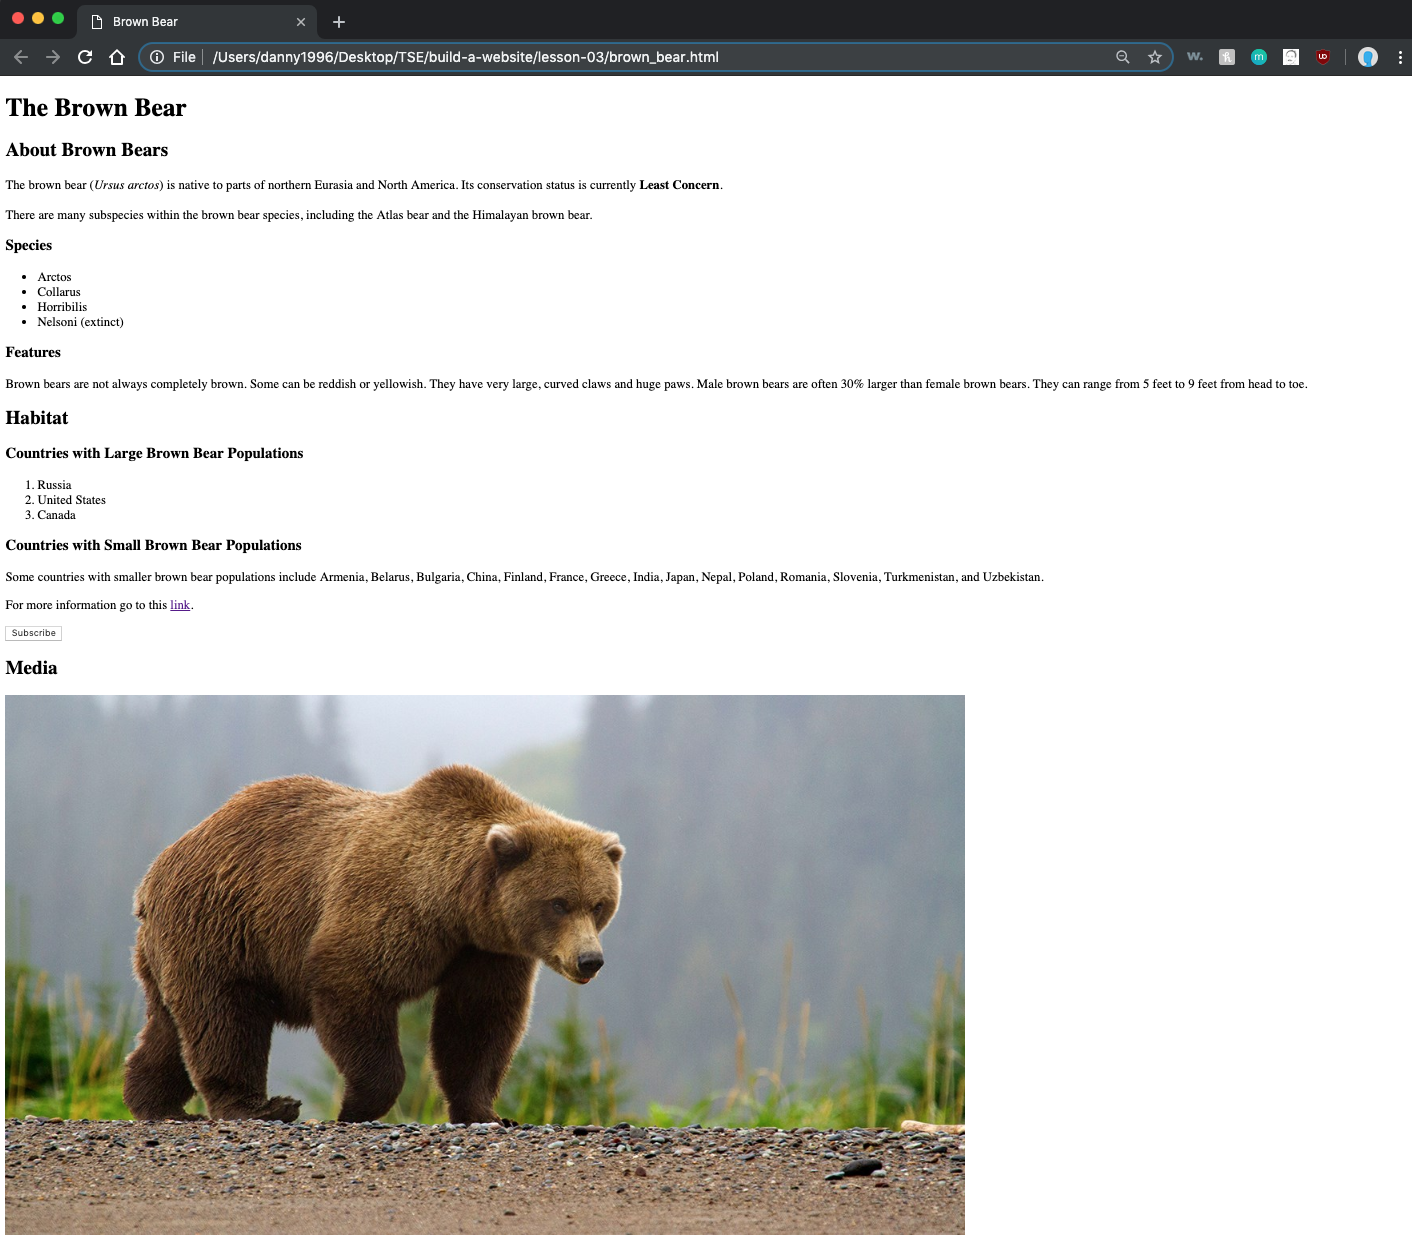 Brown Bear
File /Users/danny1996/Desktop/TSE/build-a-website/lesson-03/brown_bear.html
w.
m
UD
The Brown Bear
About Brown Bears
The brown bear (Ursus arctos) is native to parts of northern Eurasia and North America. Its conservation status is currently Least Concern.
There are many subspecies within the brown bear species, including the Atlas bear and the Himalayan brown bear.
Species
• Arctos
• Collarus
• Horribilis
• Nelsoni (extinct)
Features
Brown bears are not always completely brown. Some can be reddish or yellowish. They have very large, curved claws and huge paws. Male brown bears are often 30% larger than female brown bears. They can range from 5 feet to 9 feet from head to toe.
Habitat
Countries with Large Brown Bear Populations
1. Russia
2. United States
3. Canada
Countries with Small Brown Bear Populations
Some countries with smaller brown bear populations include Armenia, Belarus, Bulgaria, China, Finland, France, Greece, India, Japan, Nepal, Poland, Romania, Slovenia, Turkmenistan, and Uzbekistan.
For more information go to this link.
Subscribe
Media